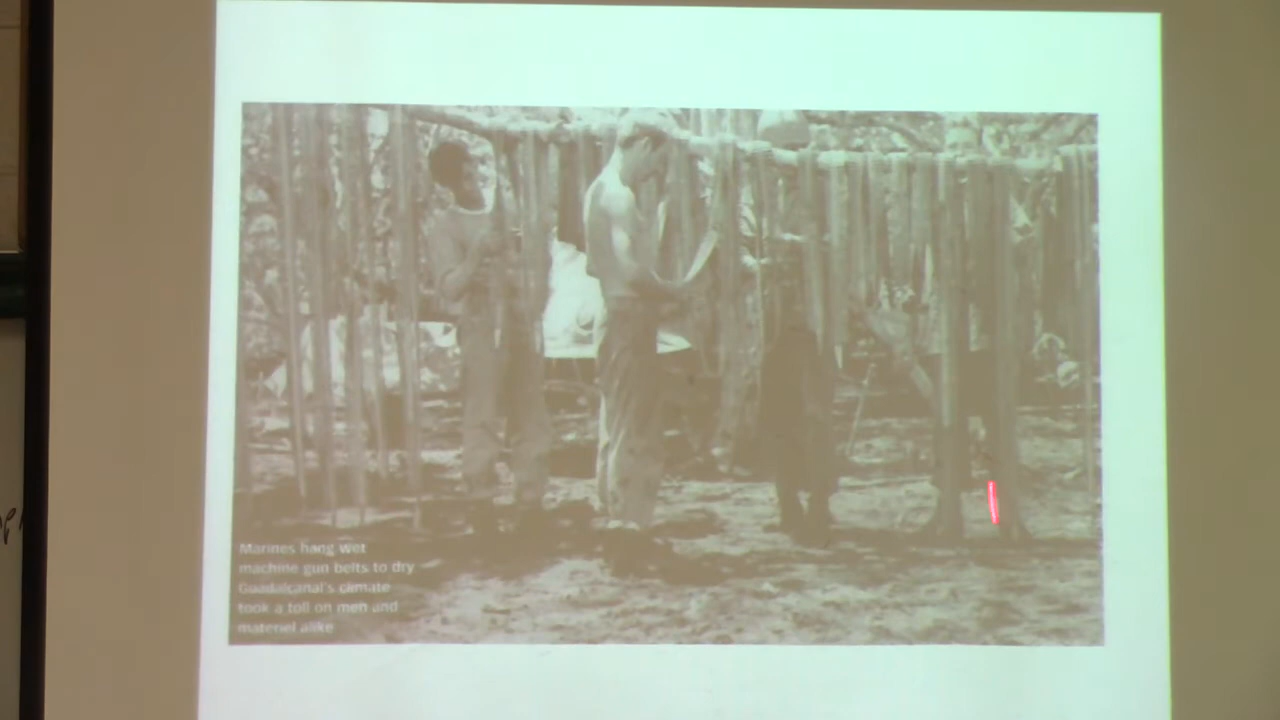 Marines hang wet
machine gun belts to dry
Guadalcanal's climate
took a toll on men and
materiel alike